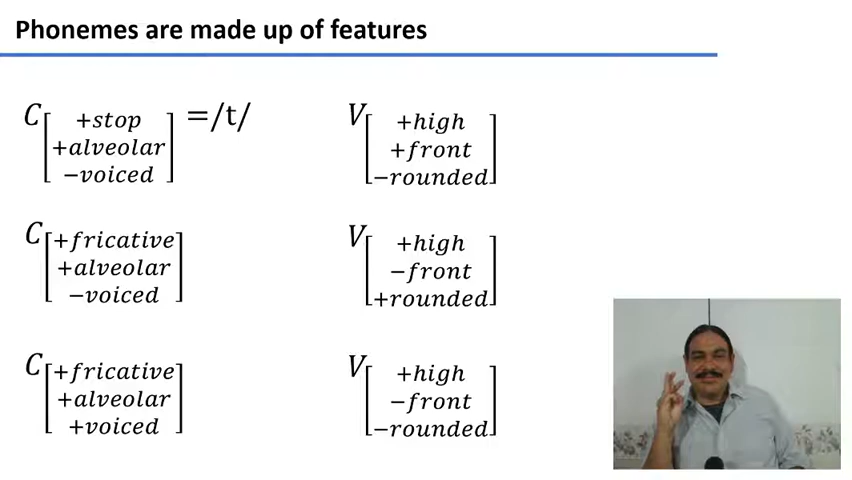 Phonemes are made up of features
C[+stop +alveolar −voiced] =/t/
V[+high +front −rounded]
C[+fricative +alveolar −voiced]
V[+high −front +rounded]
C[+fricative +alveolar +voiced]
V[+high −front −rounded]